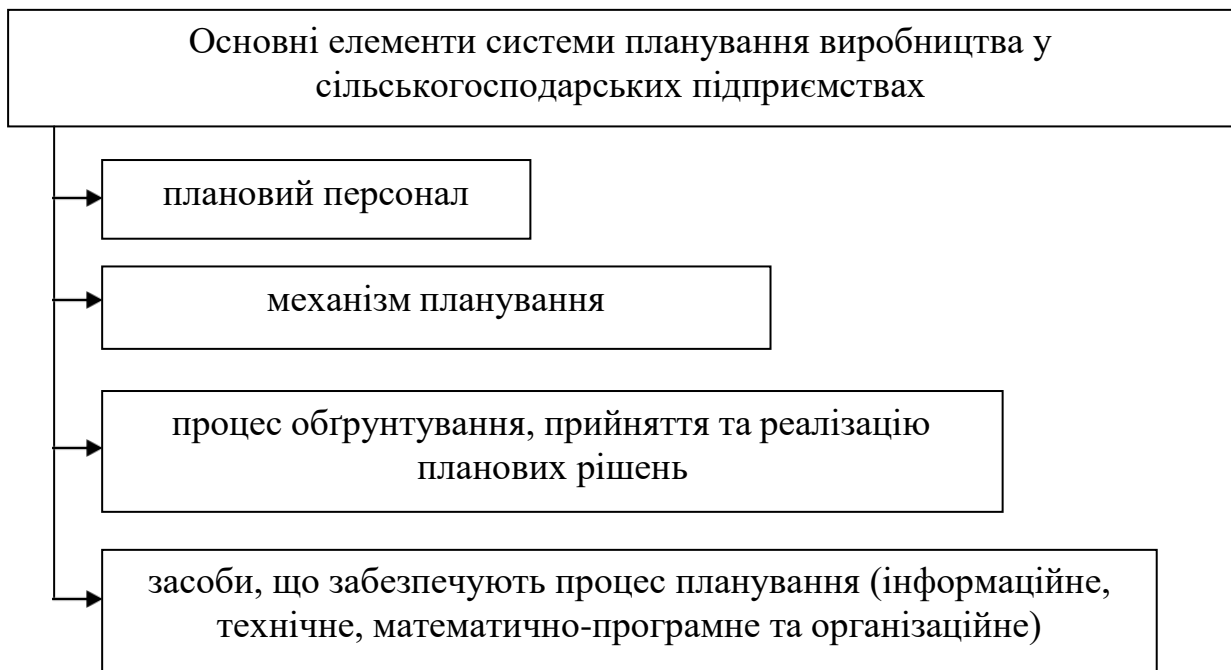 Основні елементи системи планування виробництва у
сільськогосподарських підприємствах
плановий персонал
механізм планування
процес обґрунтування, прийняття та реалізацію
планових рішень
засоби, що забезпечують процес планування (інформаційне,
технічне, математично-програмне та організаційне)